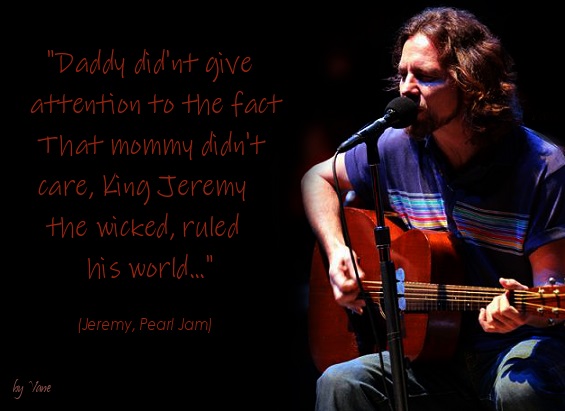 "Daddy did'nt give
attention to the fact
That mommy didn't
care, King Jeremy
the wicked, ruled
his world..."
(Jeremy, Pearl Jam)
by Vane